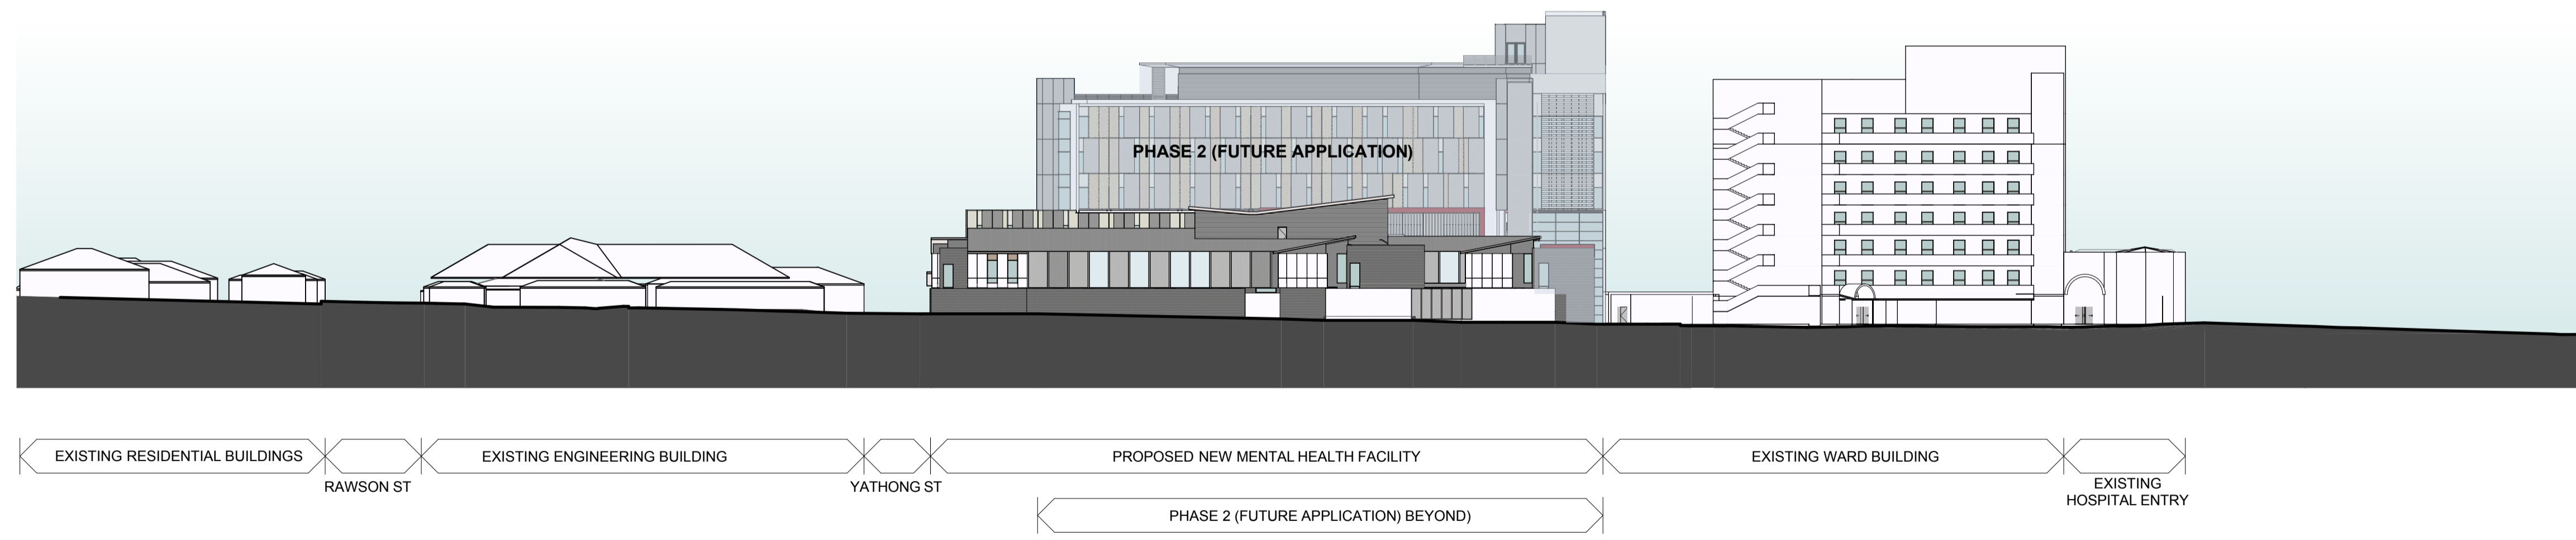 PHASE 2 (FUTURE APPLICATION)
EXISTING RESIDENTIAL BUILDINGS
RAWSON ST
EXISTING ENGINEERING BUILDING
YATHONG ST
PROPOSED NEW MENTAL HEALTH FACILITY
EXISTING WARD BUILDING
EXISTING
HOSPITAL ENTRY
PHASE 2 (FUTURE APPLICATION) BEYOND)